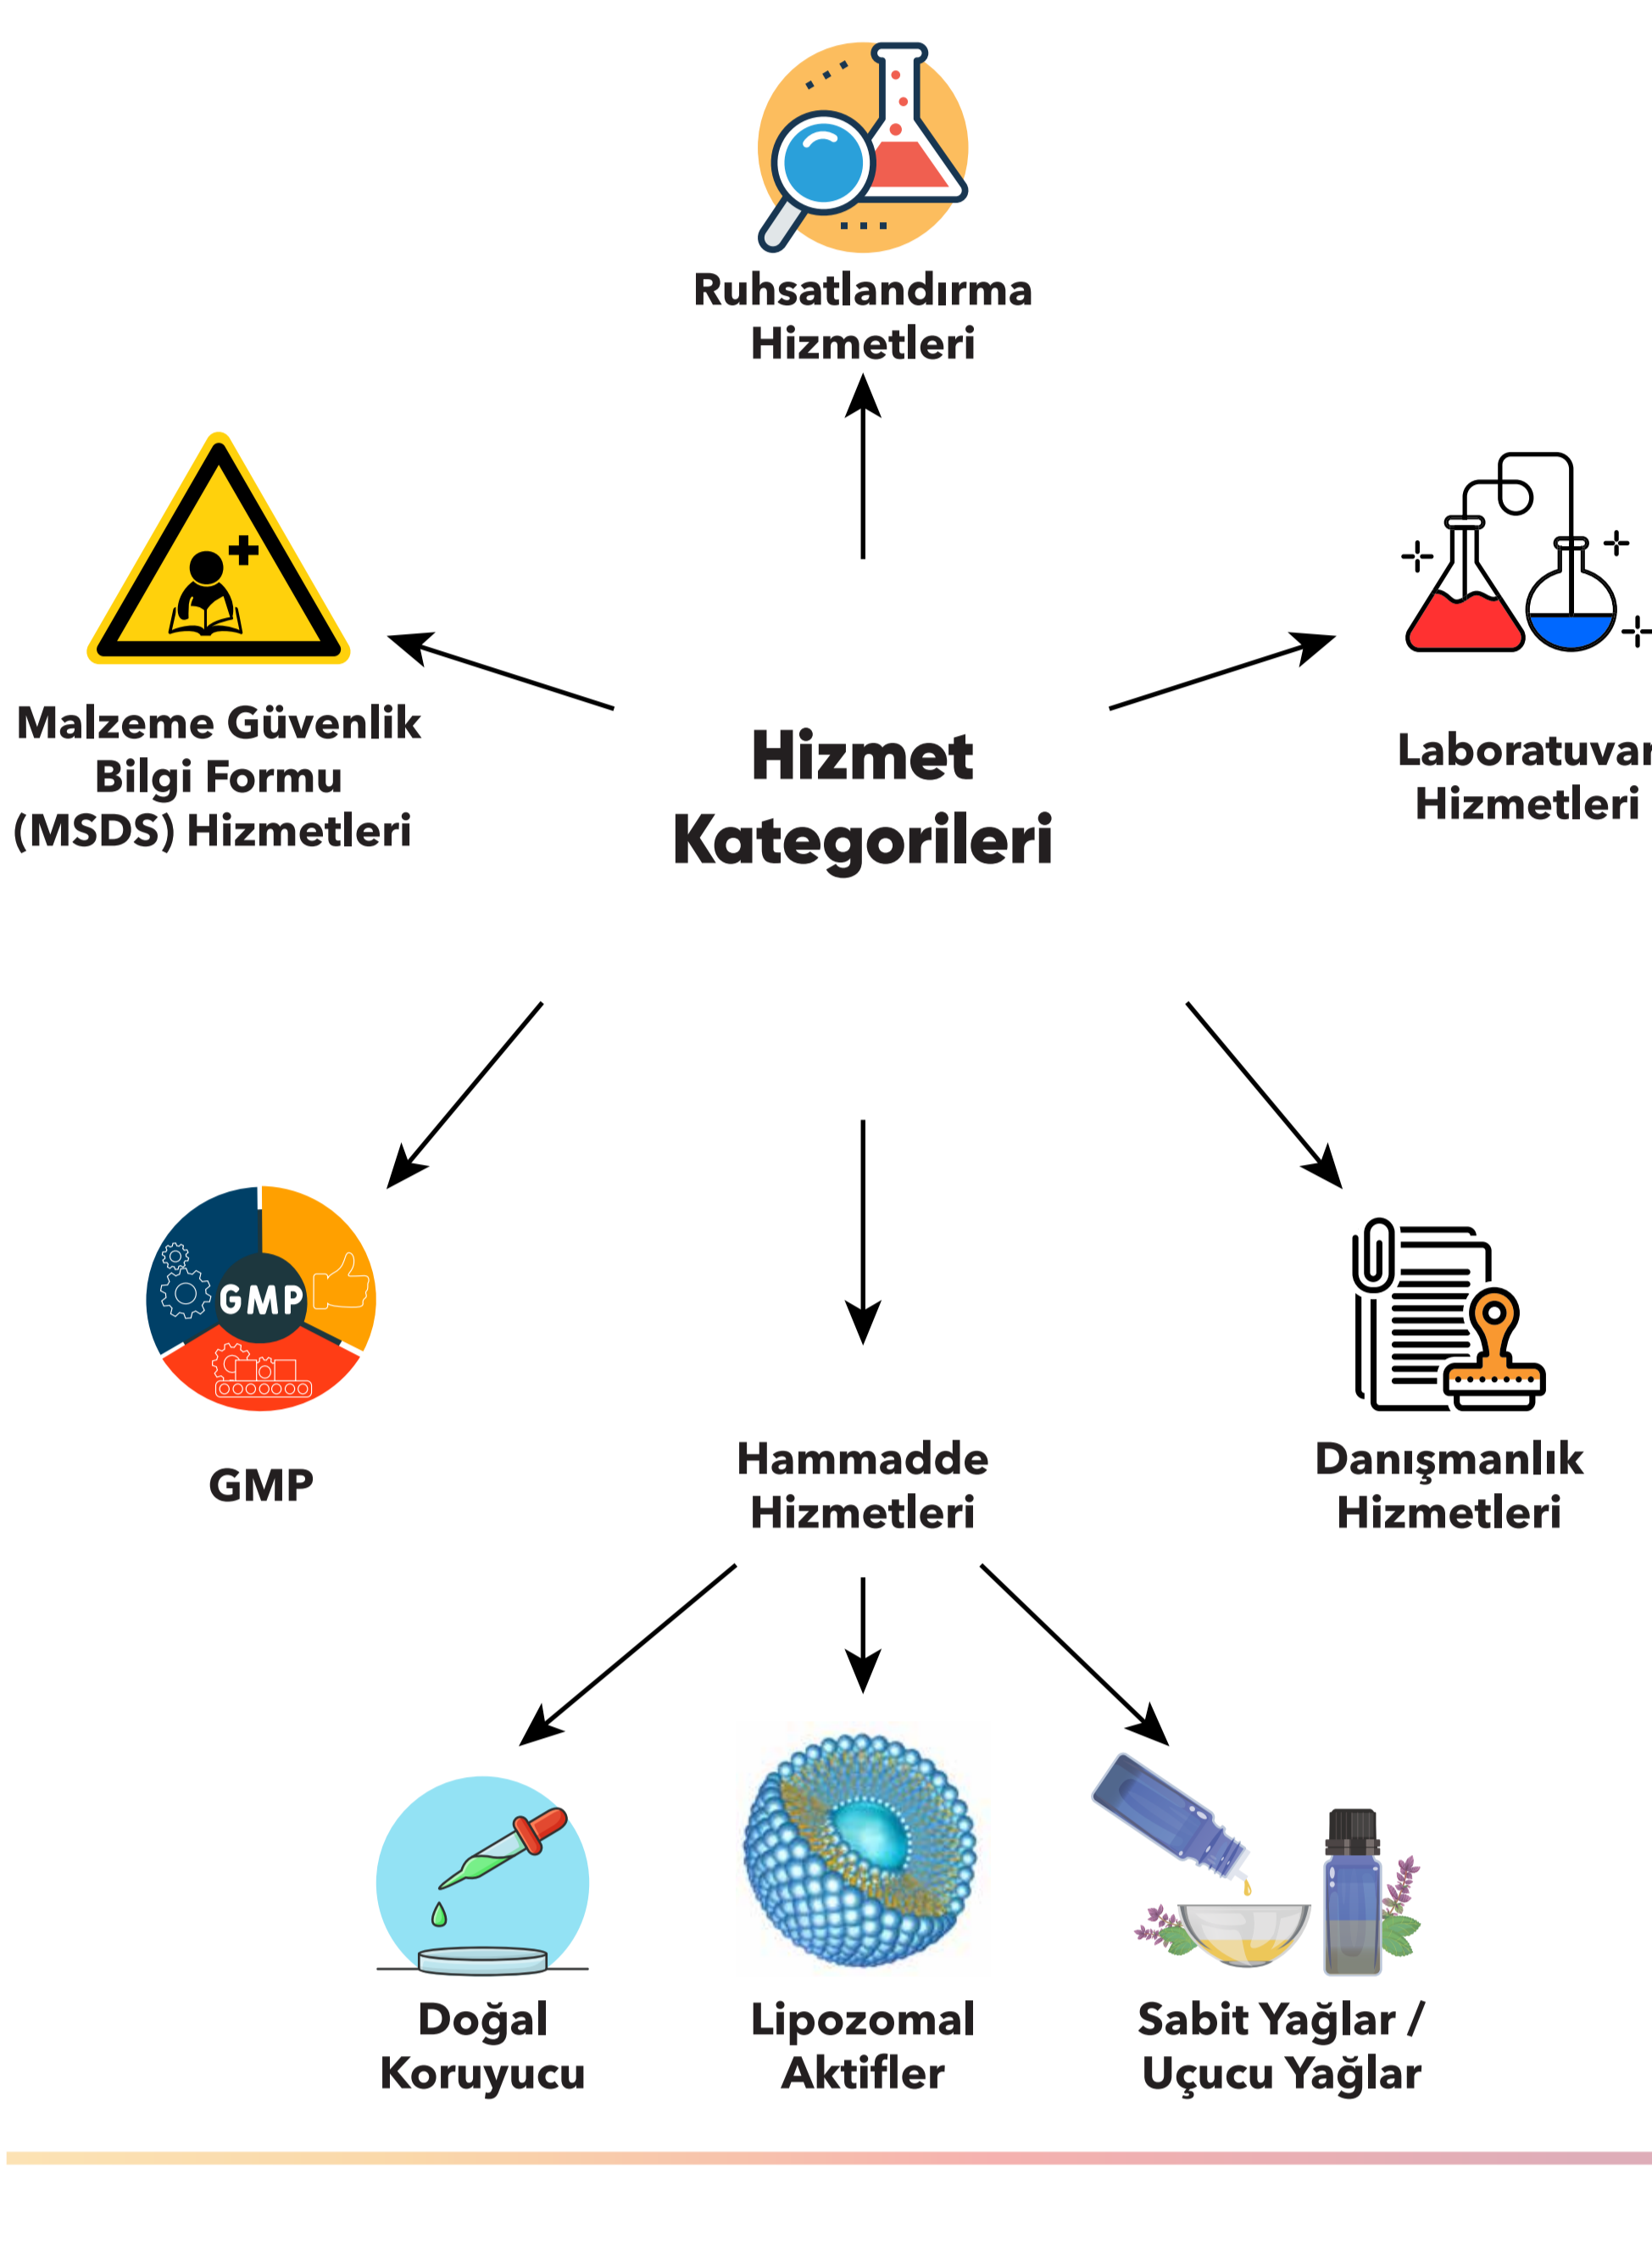 Ruhsatlandırma
Hizmetleri
Malzeme Güvenlik
Bilgi Formu
(MSDS) Hizmetleri
Hizmet
Kategorileri
Laboratuvar
Hizmetleri
GMP
GMP
Hammadde
Hizmetleri
Danışmanlık
Hizmetleri
Doğal
Koruyucu
Lipozomal
Aktifler
Sabit Yağlar /
Uçucu Yağlar